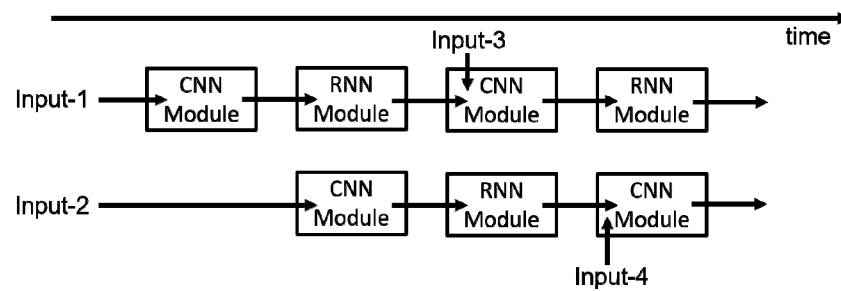 time
Input-3
Input-1
CNN
Module
RNN
Module
CNN
Module
RNN
Module
Input-2
CNN
Module
RNN
Module
CNN
Module
Input-4